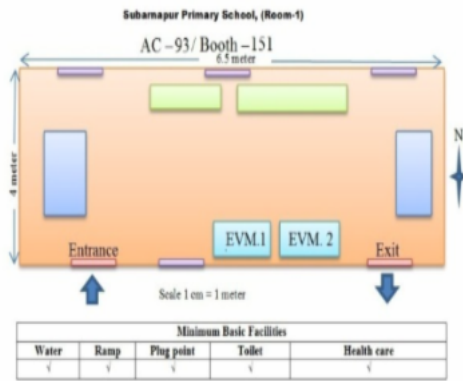 Subarnapur Primary School, (Room-1)
AC –93/ Booth –151
6.5 meter
4 meter
N
EVM.1 EVM. 2
Entrance Exit
Scale 1 cm = 1 meter
Minimum Basic Facilities
Water Ramp Plug point Toilet Health care
√ √ √ √ √